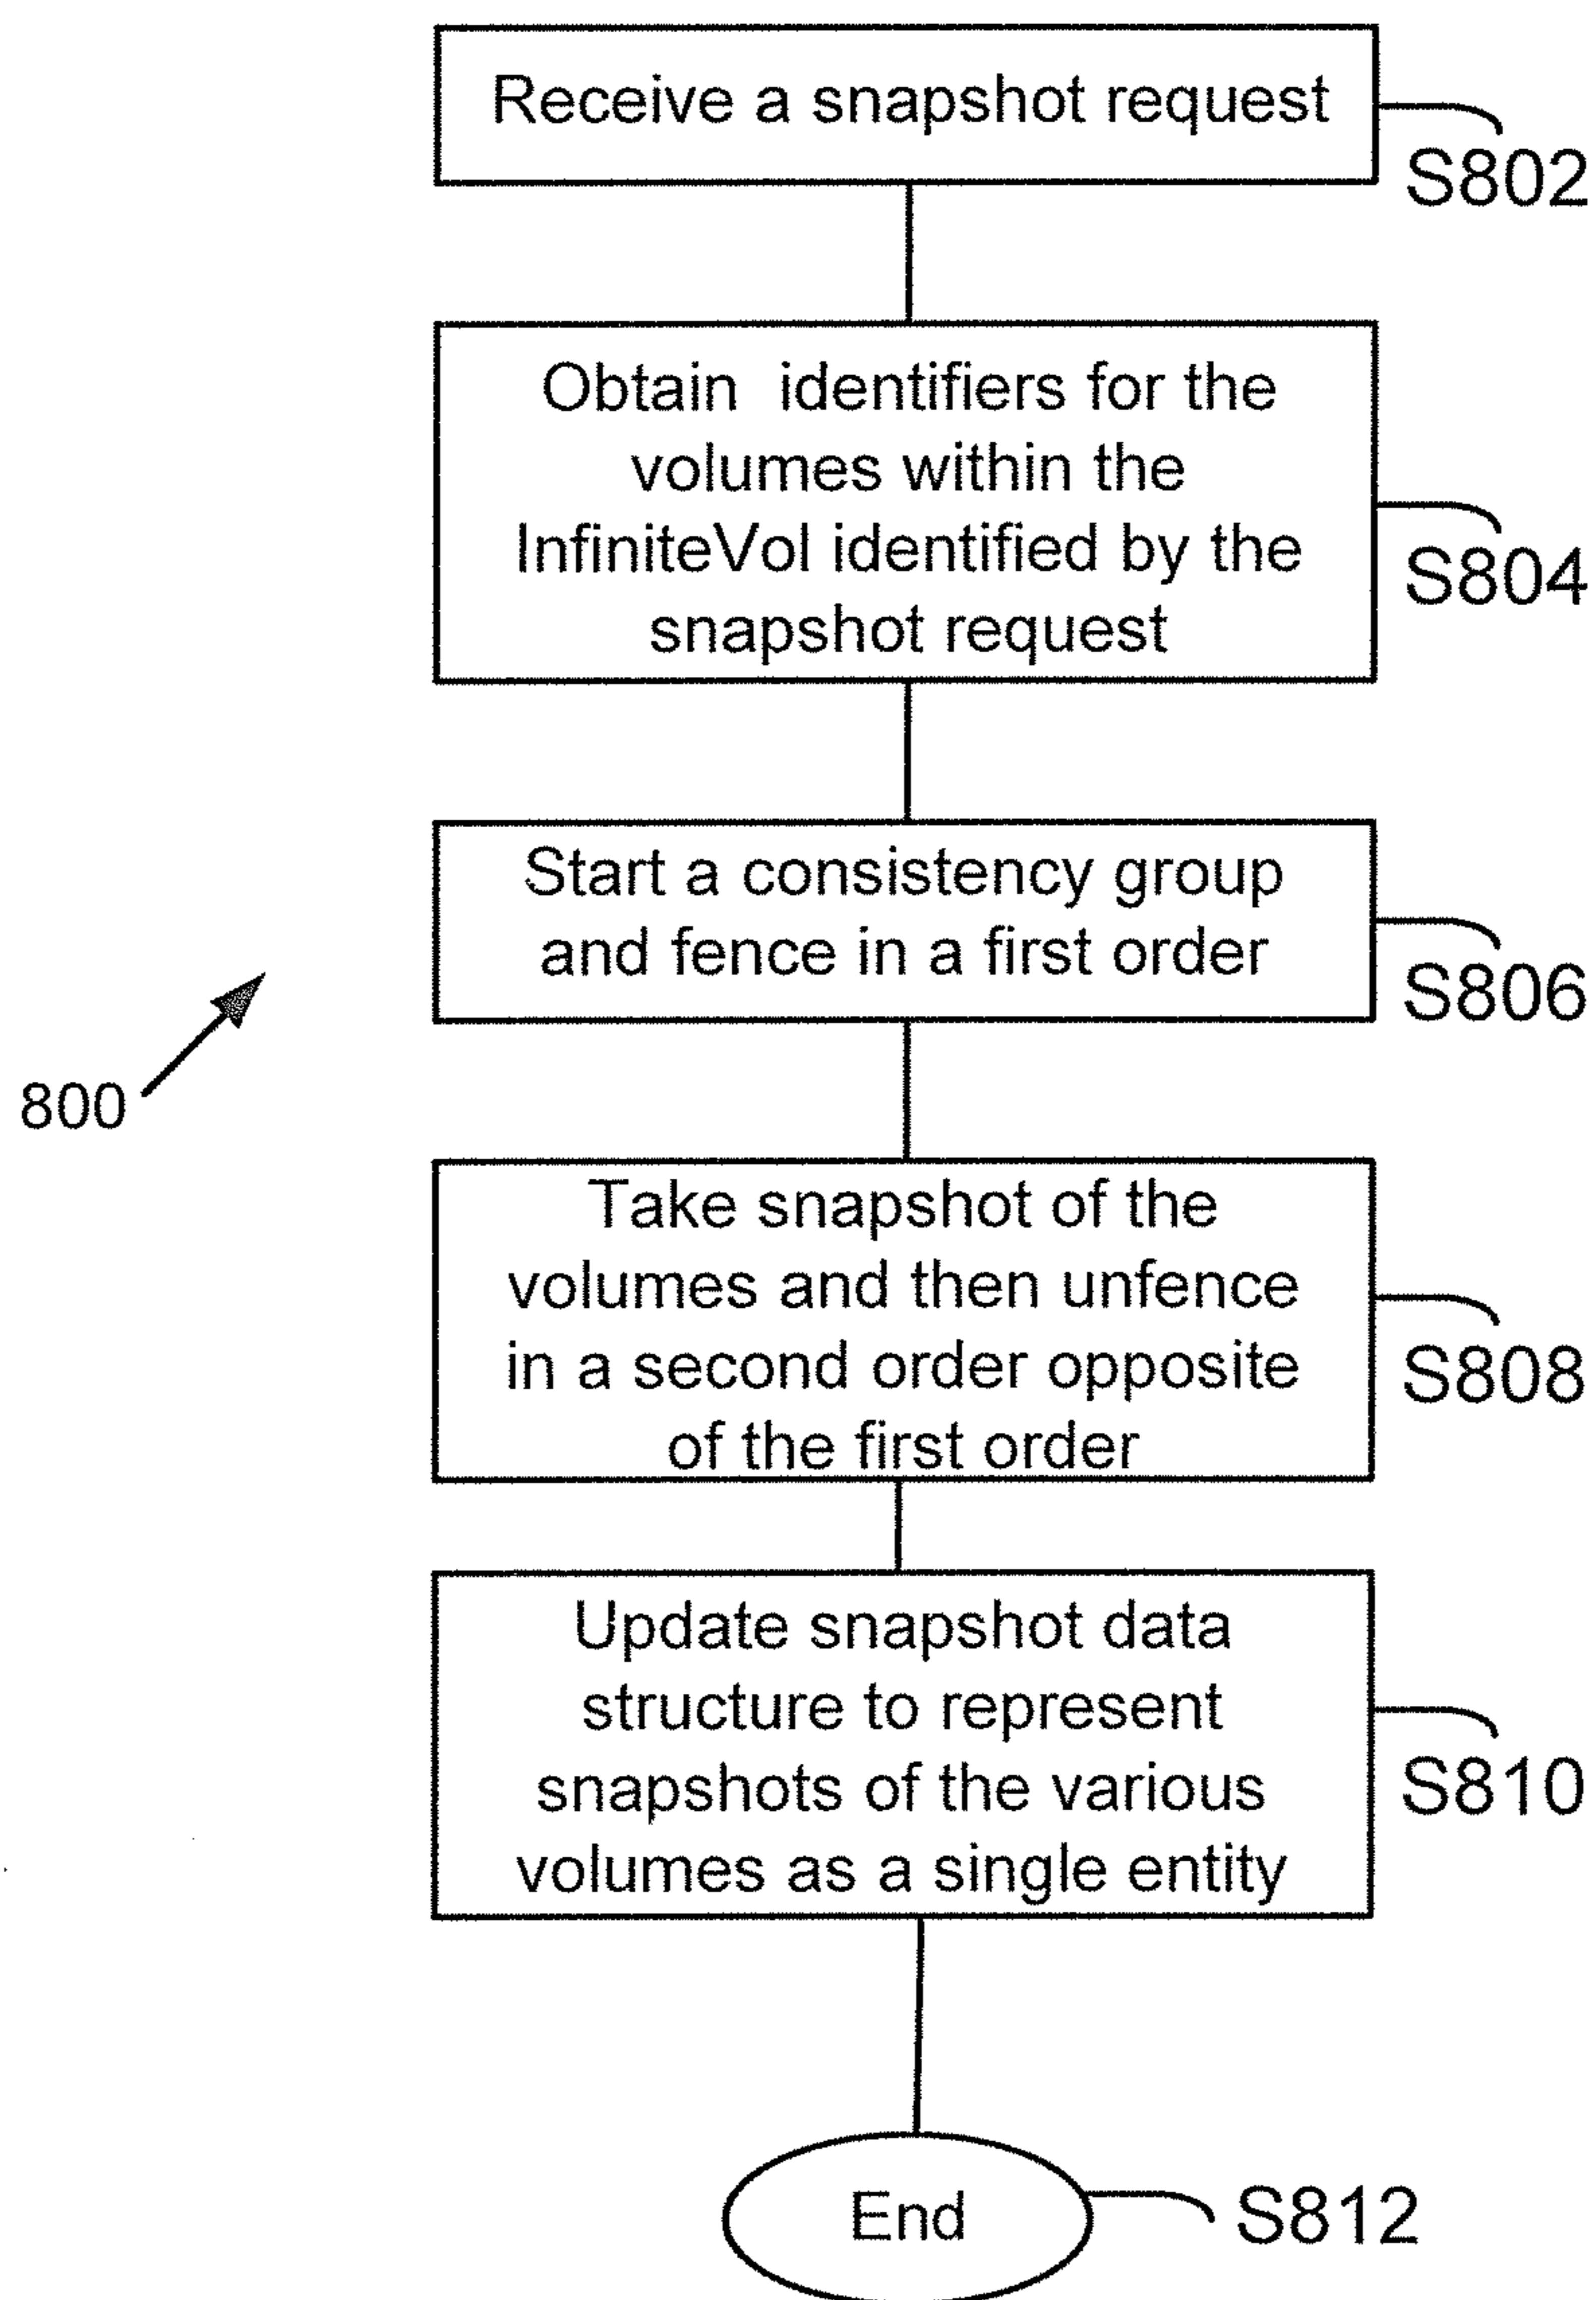 Receive a snapshot request
S802
Obtain identifiers for the
volumes within the
InfiniteVol identified by the
snapshot request
S804
Start a consistency group
and fence in a first order
S806
800
Take snapshot of the
volumes and then unfence
in a second order opposite
of the first order
S808
Update snapshot data
structure to represent
snapshots of the various
volumes as a single entity
S810
End
S812